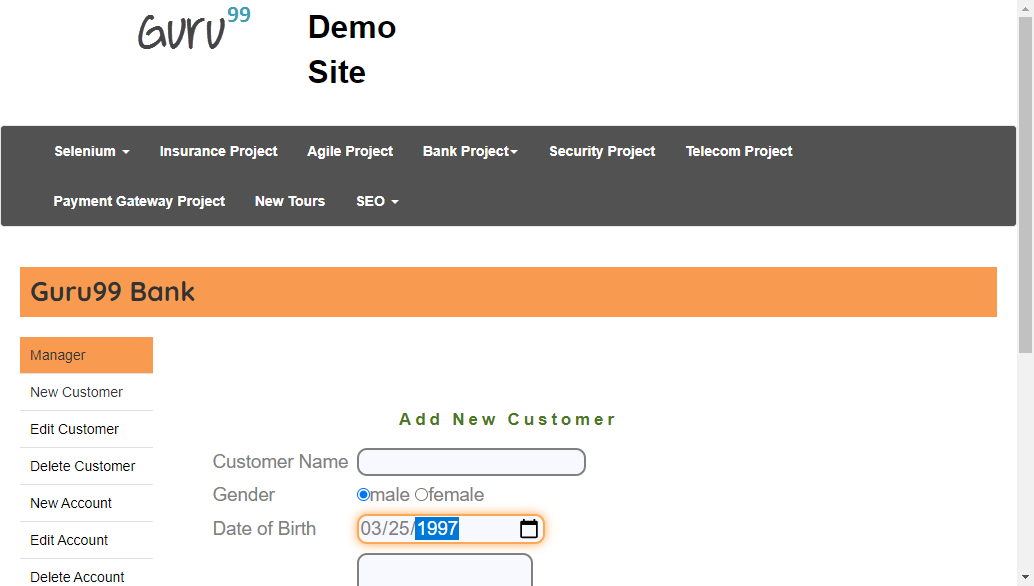 Guru99
Demo
Site
Selenium Insurance Project Agile Project Bank Project Security Project Telecom Project
Payment Gateway Project New Tours SEO
Guru99 Bank
Manager
New Customer
Edit Customer
Delete Customer
New Account
Edit Account
Delete Account
Add New Customer
Customer Name
Gender male female
Date of Birth 03/25/1997